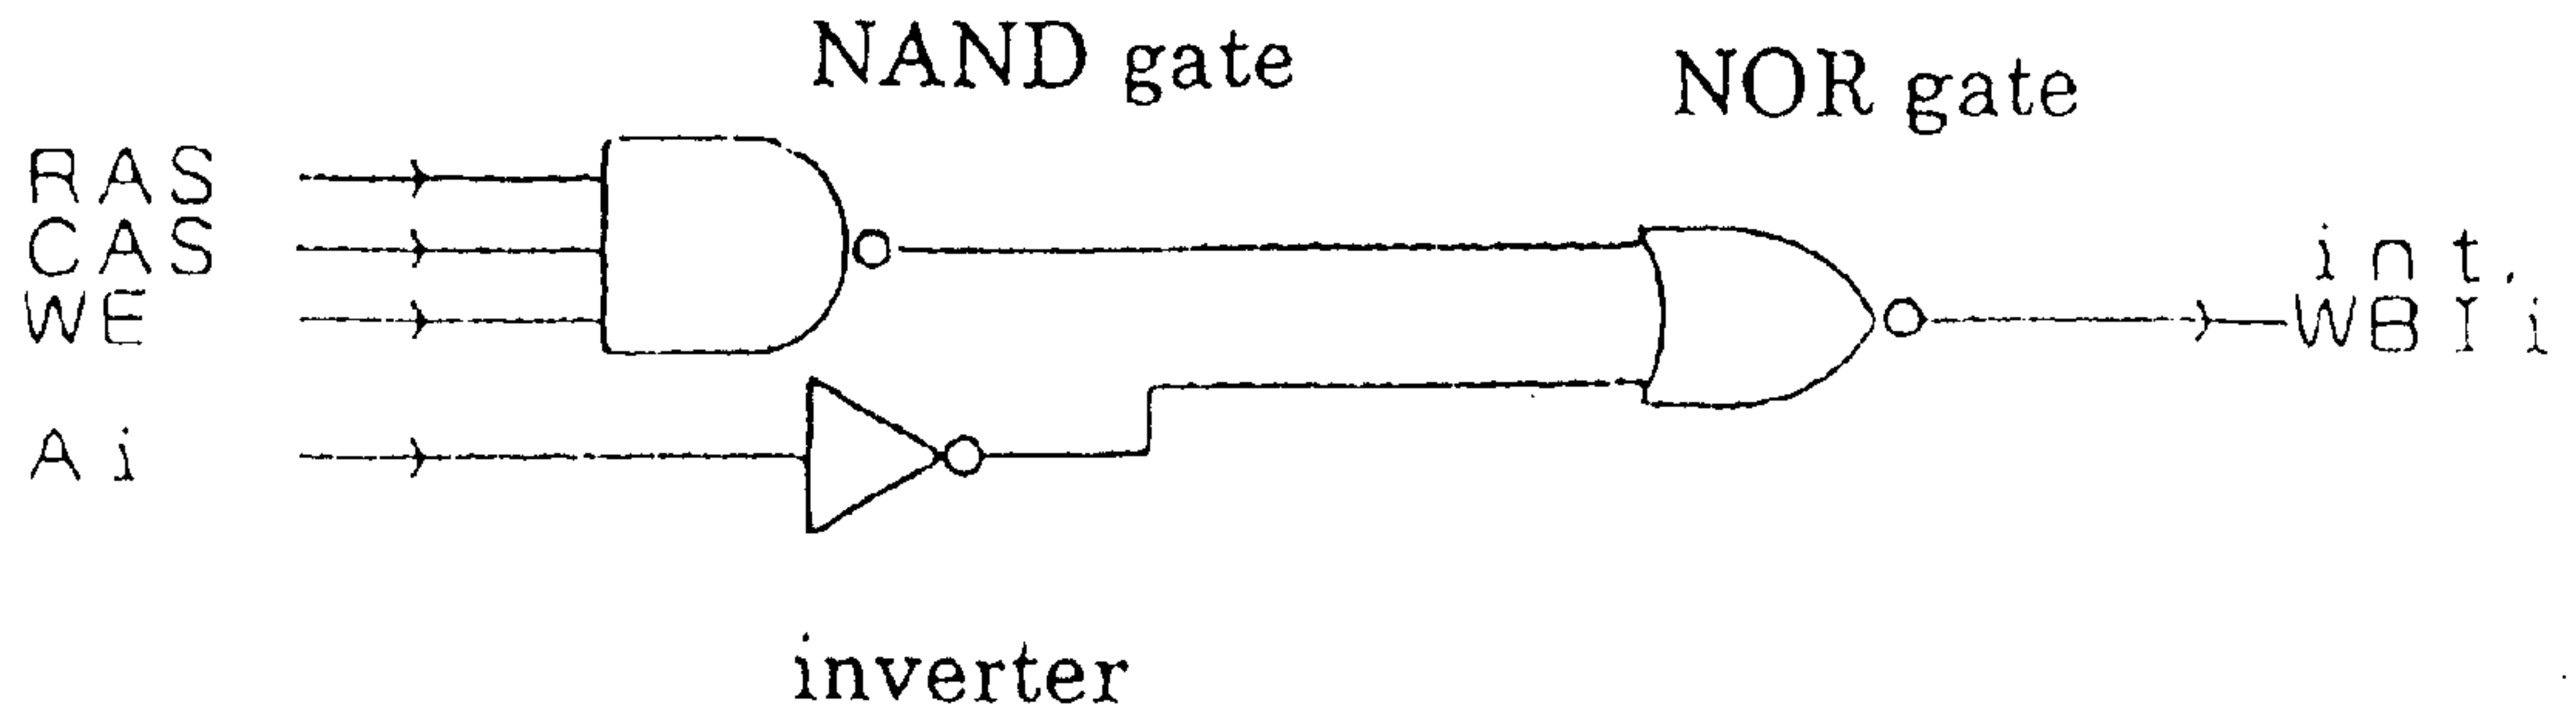 NAND gate
NOR gate
RAS
CAS
WE
Ai
int.
WBIi
inverter